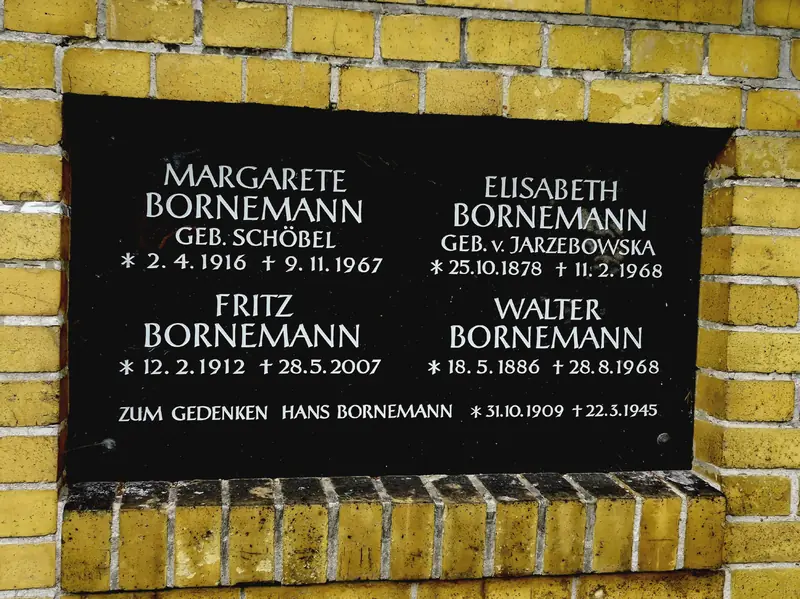 MARGARETE
BORNEMANN
GEB. SCHÖBEL
* 2. 4. 1916 † 9. 11. 1967
ELISABETH
BORNEMANN
GEB. v. JARZEBOWSKA
* 25. 10. 1878 † 11. 2. 1968
FRITZ
BORNEMANN
* 12. 2. 1912 † 28. 5. 2007
WALTER
BORNEMANN
* 18. 5. 1886 † 28. 8. 1968
ZUM GEDENKEN HANS BORNEMANN * 31.10.1909 † 22.3.1945